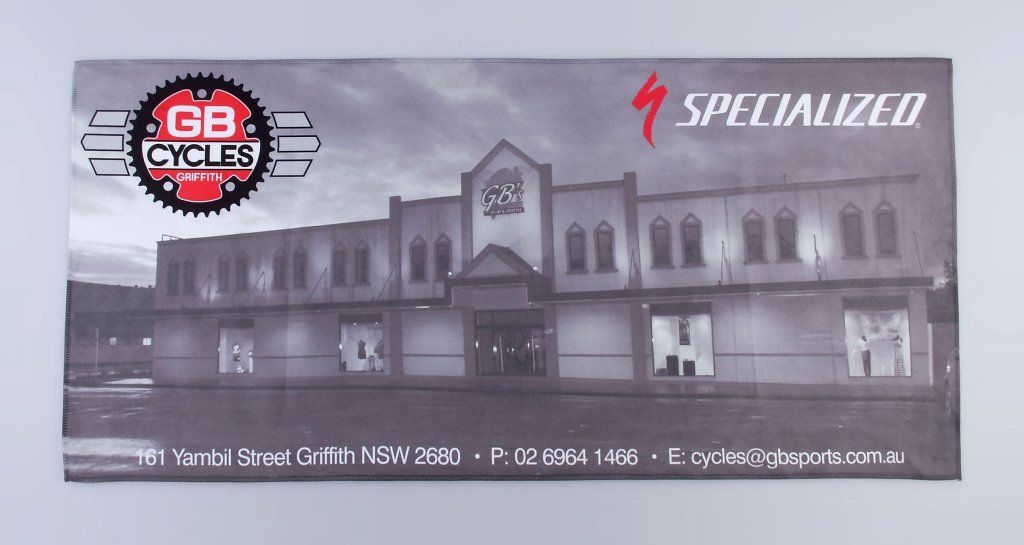 GB
CYCLES
GRIFFITH
SPECIALIZED
GB's
161 Yambil Street Griffith NSW 2680 • P: 02 6964 1466 • E: cycles@gbsports.com.au